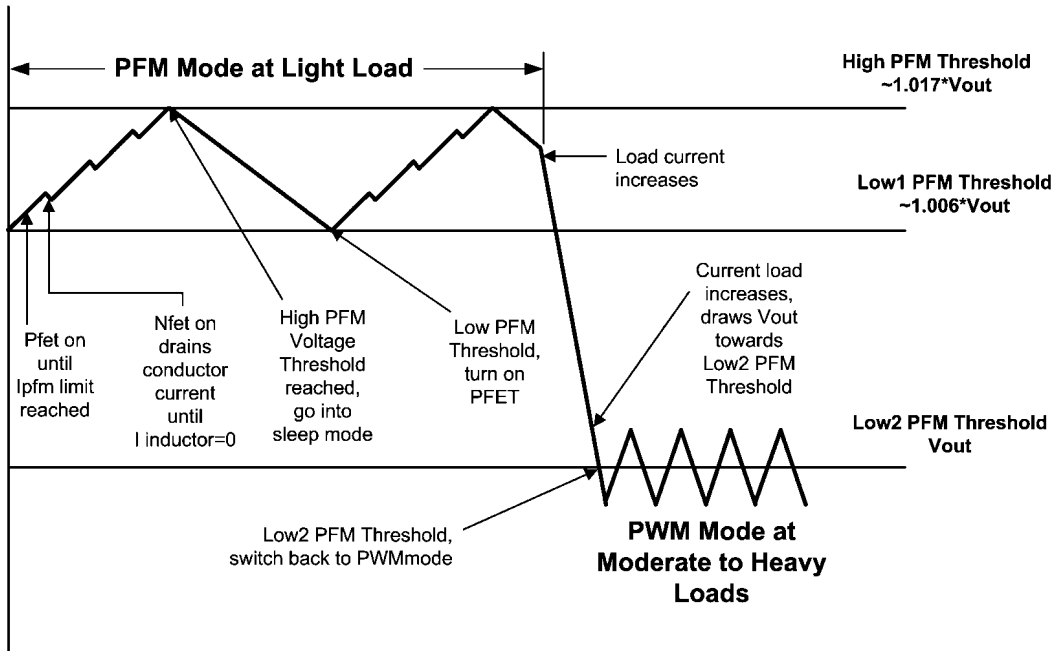 PFM Mode at Light Load
High PFM Threshold
~1.017*Vout
Load current
increases
Low1 PFM Threshold
~1.006*Vout
Pfet on
until
Ipfm limit
reached
Nfet on
drains
conductor
current
until
I inductor=0
High PFM
Voltage
Threshold
reached,
go into
sleep mode
Low PFM
Threshold,
turn on
PFET
Current load
increases,
draws Vout
towards
Low2 PFM
Threshold
Low2 PFM Threshold
Vout
Low2 PFM Threshold,
switch back to PWMmode
PWM Mode at
Moderate to Heavy
Loads